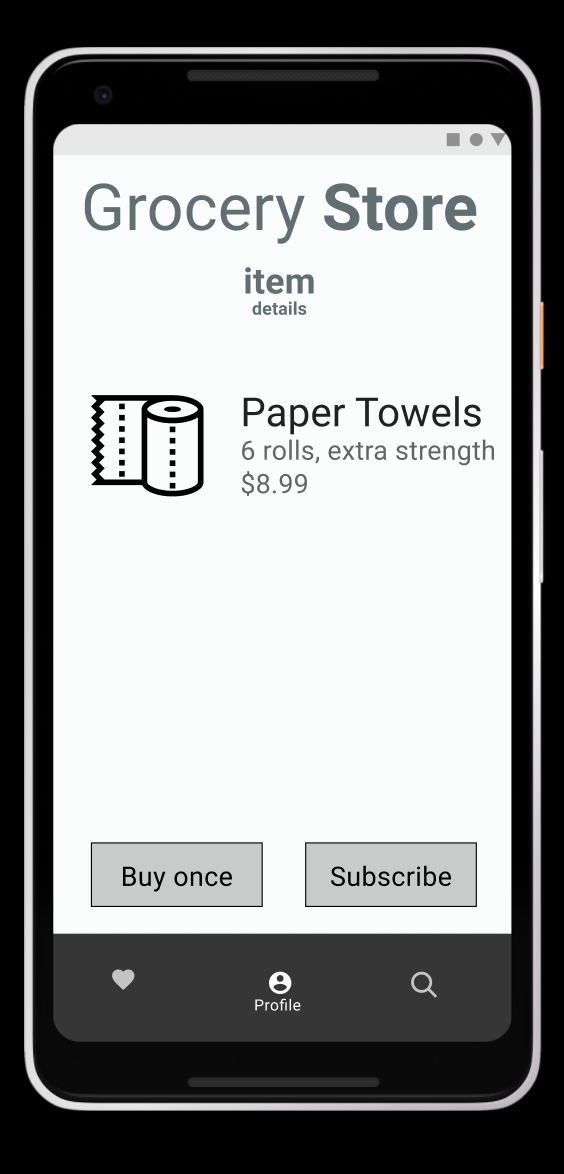 Grocery Store
item
details
Paper Towels
6 rolls, extra strength
$8.99
Buy once
Subscribe
Profile